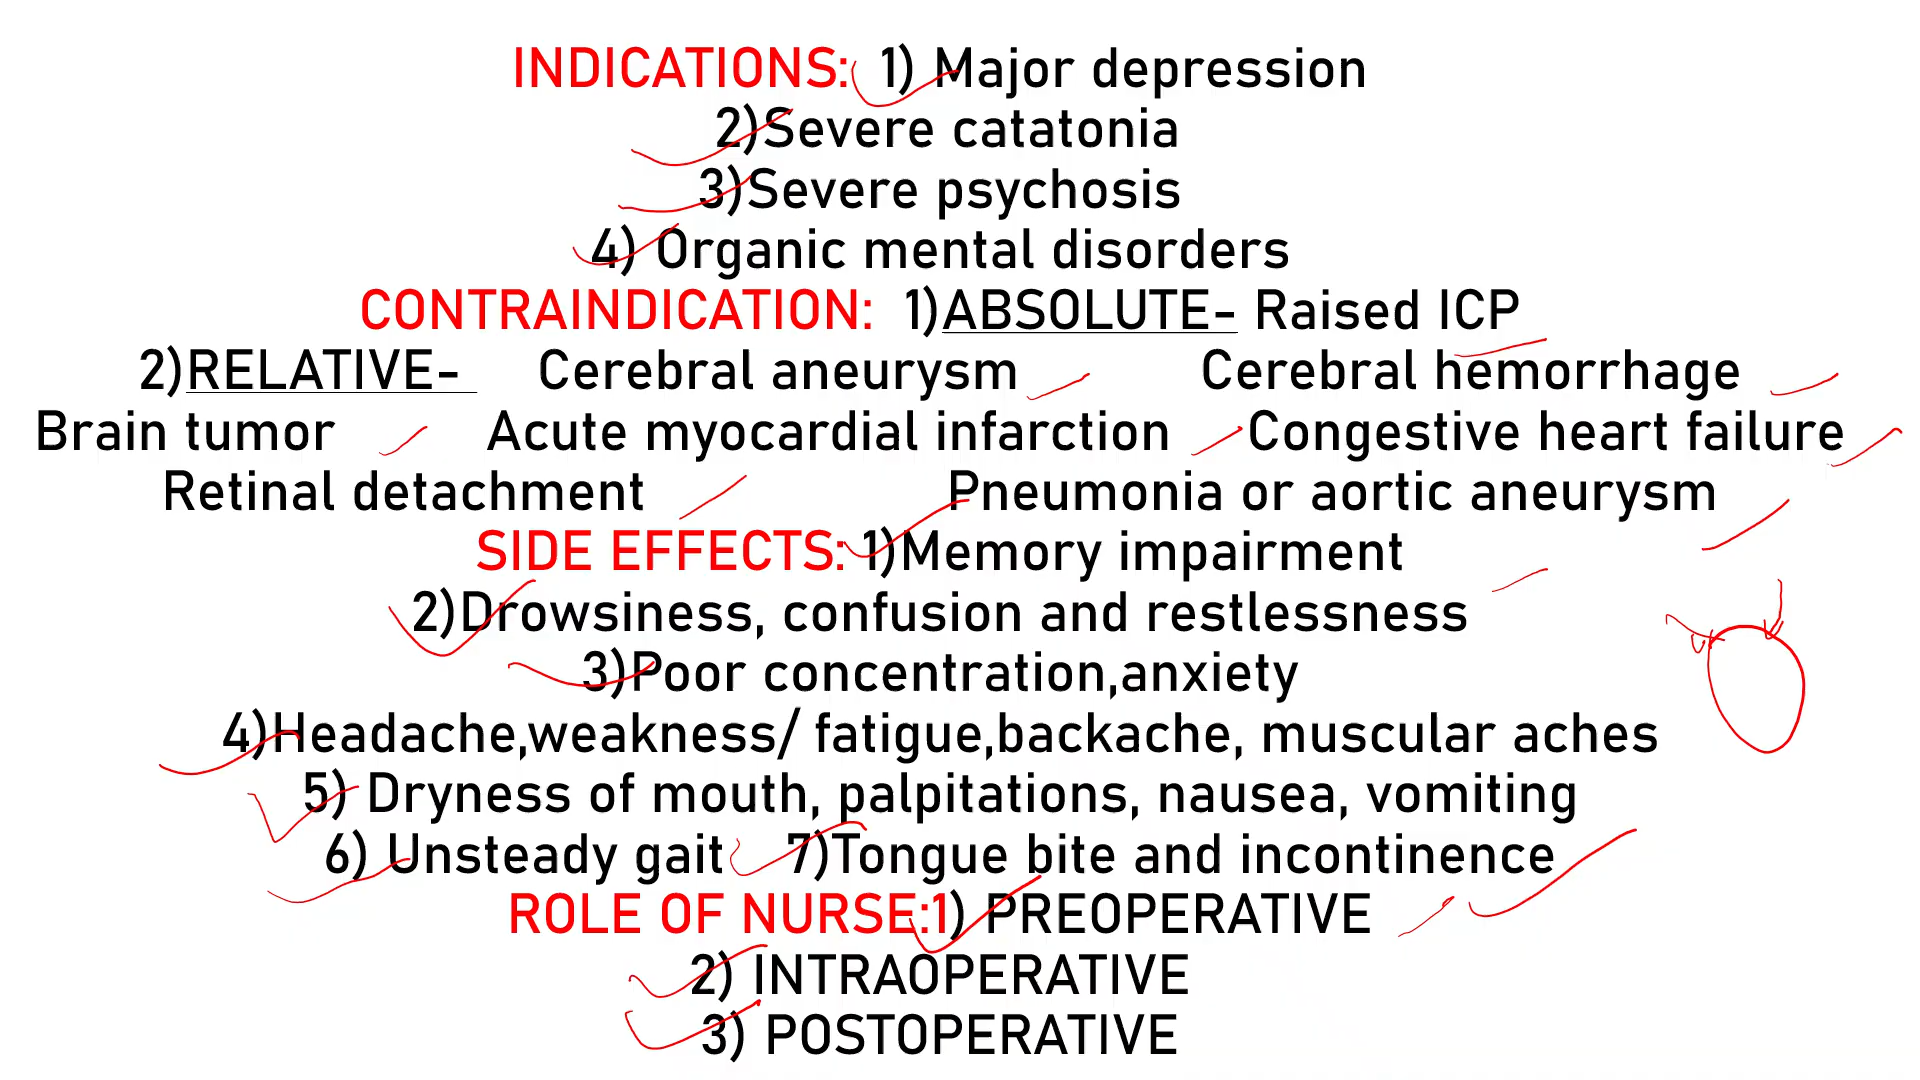 INDICATIONS: 1) Major depression
2)Severe catatonia
3)Severe psychosis
4) Organic mental disorders
CONTRAINDICATION: 1)ABSOLUTE- Raised ICP
2)RELATIVE- Cerebral aneurysm Cerebral hemorrhage
Brain tumor Acute myocardial infarction Congestive heart failure
Retinal detachment Pneumonia or aortic aneurysm
SIDE EFFECTS: 1)Memory impairment
2)Drowsiness, confusion and restlessness
3)Poor concentration,anxiety
4)Headache,weakness/ fatigue,backache, muscular aches
5) Dryness of mouth, palpitations, nausea, vomiting
6) Unsteady gait 7)Tongue bite and incontinence
ROLE OF NURSE:1) PREOPERATIVE
2) INTRAOPERATIVE
3) POSTOPERATIVE